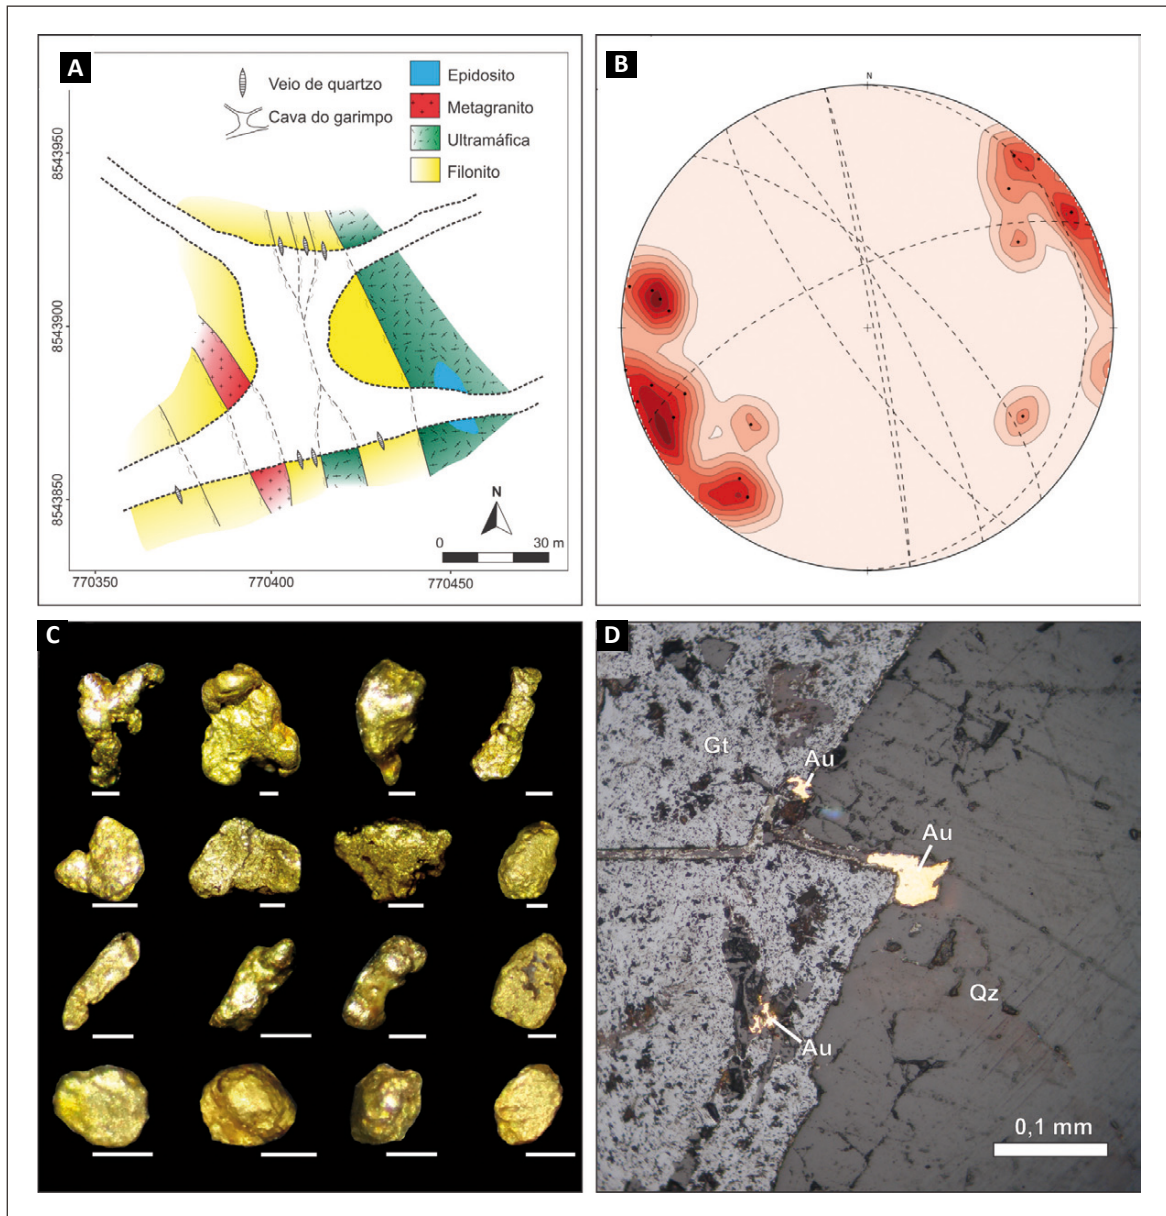 A
Veio de quartzo
Cava do garimpo
Epidosito
Metagranito
Ultramáfica
Filonito
8543950
8543900
8543850
N
0 30 m
770350 770400 770450
B
N
C
D
Gt
Au
Au
Au
Qz
0,1 mm